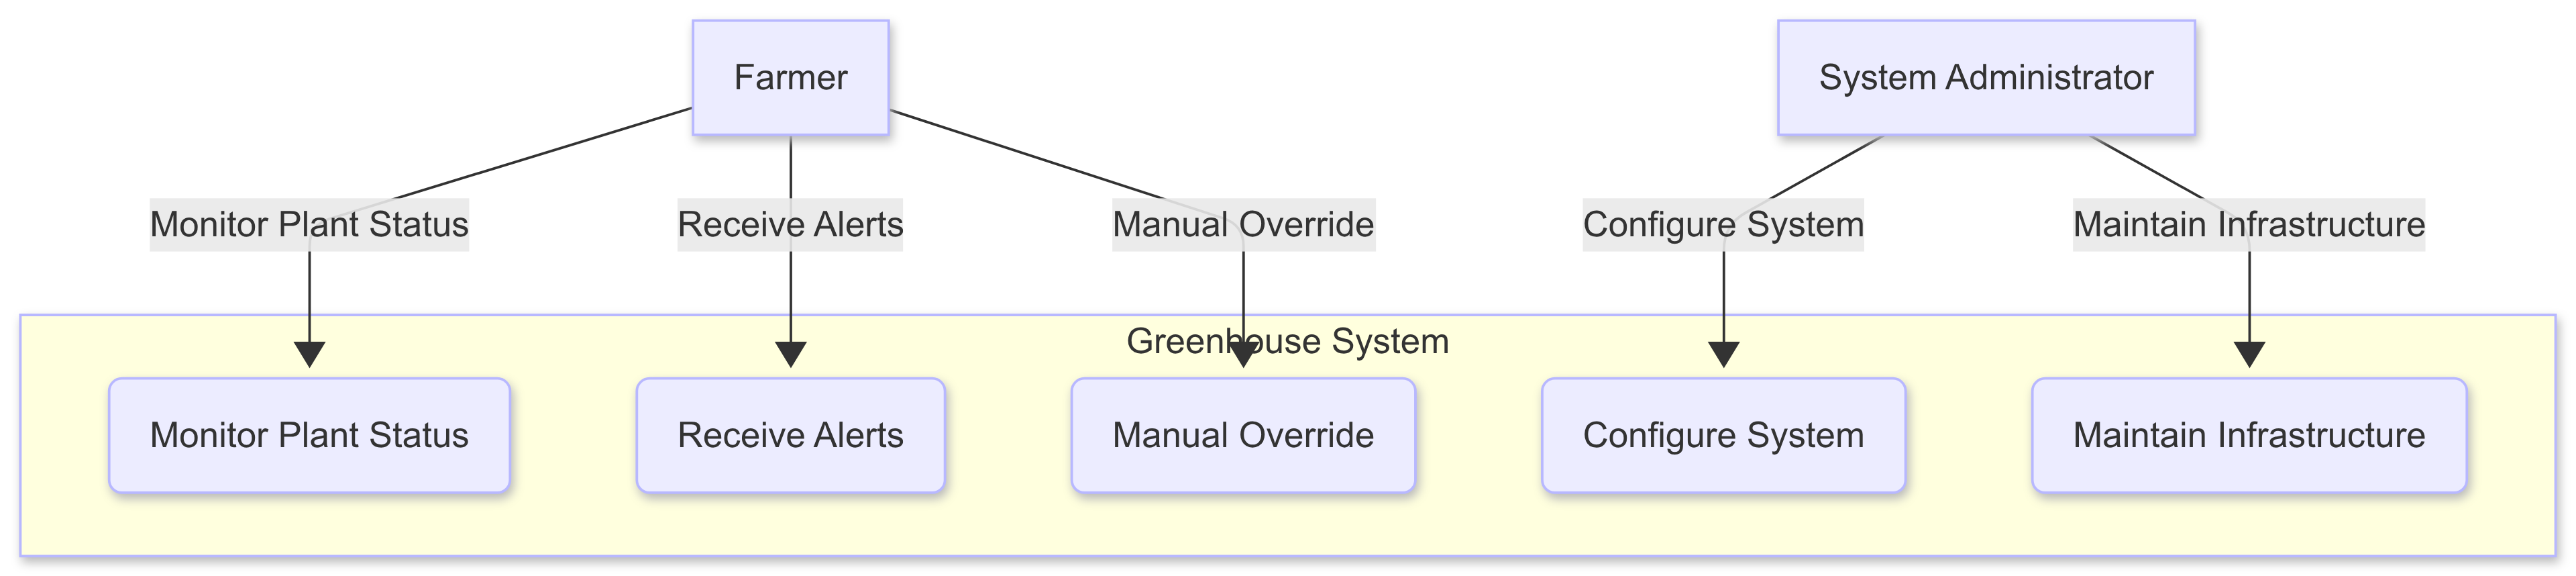 Farmer
System Administrator
Monitor Plant Status
Receive Alerts
Manual Override
Configure System
Maintain Infrastructure
Greenhouse System
Monitor Plant Status
Receive Alerts
Manual Override
Configure System
Maintain Infrastructure